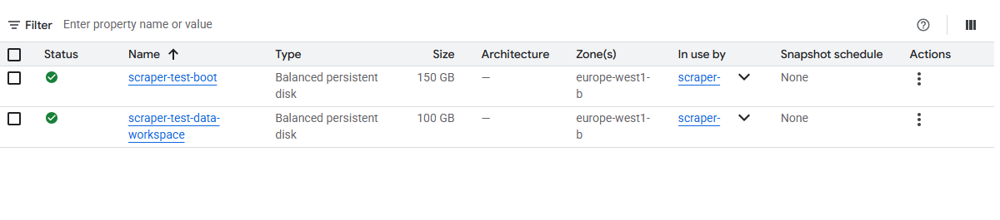 Filter Enter property name or value
Status Name Type Size Architecture Zone(s) In use by Snapshot schedule Actions
scraper-test-boot Balanced persistent 150 GB — europe-west1- scraper- None
disk b
scraper-test-data- Balanced persistent 100 GB — europe-west1- scraper- None
workspace disk b